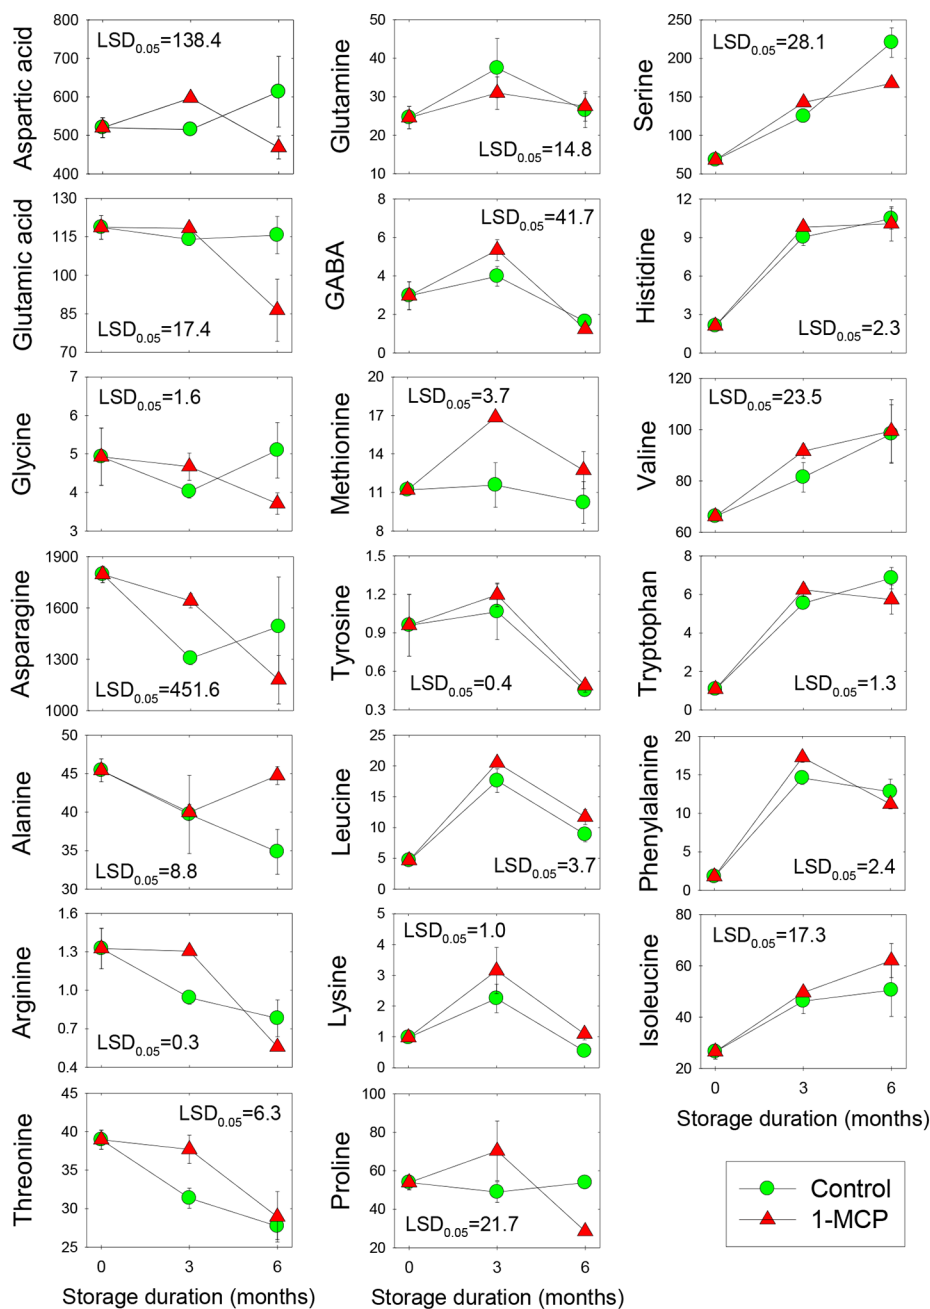 Aspartic acid
800
700
600
500
400
LSD0.05=138.4
Glutamine
50
40
30
20
10
LSD0.05=14.8
Serine
250
200
150
100
50
LSD0.05=28.1
Glutamic acid
130
115
100
85
70
LSD0.05=17.4
GABA
8
6
4
2
0
LSD0.05=41.7
Histidine
12
9
6
3
0
LSD0.05=2.3
Glycine
7
6
5
4
3
LSD0.05=1.6
Methionine
20
17
14
11
8
LSD0.05=3.7
Valine
120
100
80
60
LSD0.05=23.5
Asparagine
1900
1600
1300
1000
LSD0.05=451.6
Tyrosine
1.5
1.2
0.9
0.6
0.3
LSD0.05=0.4
Tryptophan
8
6
4
2
0
LSD0.05=1.3
Alanine
50
45
40
35
30
LSD0.05=8.8
Leucine
25
20
15
10
5
0
LSD0.05=3.7
Phenylalanine
20
15
10
5
0
LSD0.05=2.4
Arginine
1.6
1.3
1.0
0.7
0.4
LSD0.05=0.3
Lysine
5
4
3
2
1
0
LSD0.05=1.0
Isoleucine
80
60
40
20
LSD0.05=17.3
0 3 6
Storage duration (months)
Threonine
45
40
35
30
25
LSD0.05=6.3
0 3 6
Storage duration (months)
Proline
100
80
60
40
20
LSD0.05=21.7
0 3 6
Storage duration (months)
Control
1-MCP